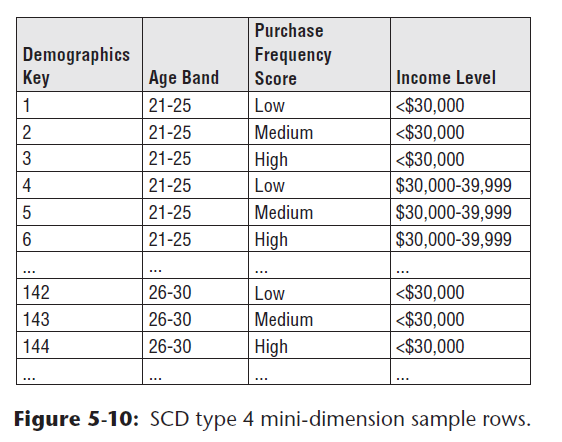 Demographics Key | Age Band | Purchase Frequency Score | Income Level
1 | 21-25 | Low | <$30,000
2 | 21-25 | Medium | <$30,000
3 | 21-25 | High | <$30,000
4 | 21-25 | Low | $30,000-39,999
5 | 21-25 | Medium | $30,000-39,999
6 | 21-25 | High | $30,000-39,999
... | ... | ... | ...
142 | 26-30 | Low | <$30,000
143 | 26-30 | Medium | <$30,000
144 | 26-30 | High | <$30,000
... | ... | ... | ...
Figure 5-10: SCD type 4 mini-dimension sample rows.